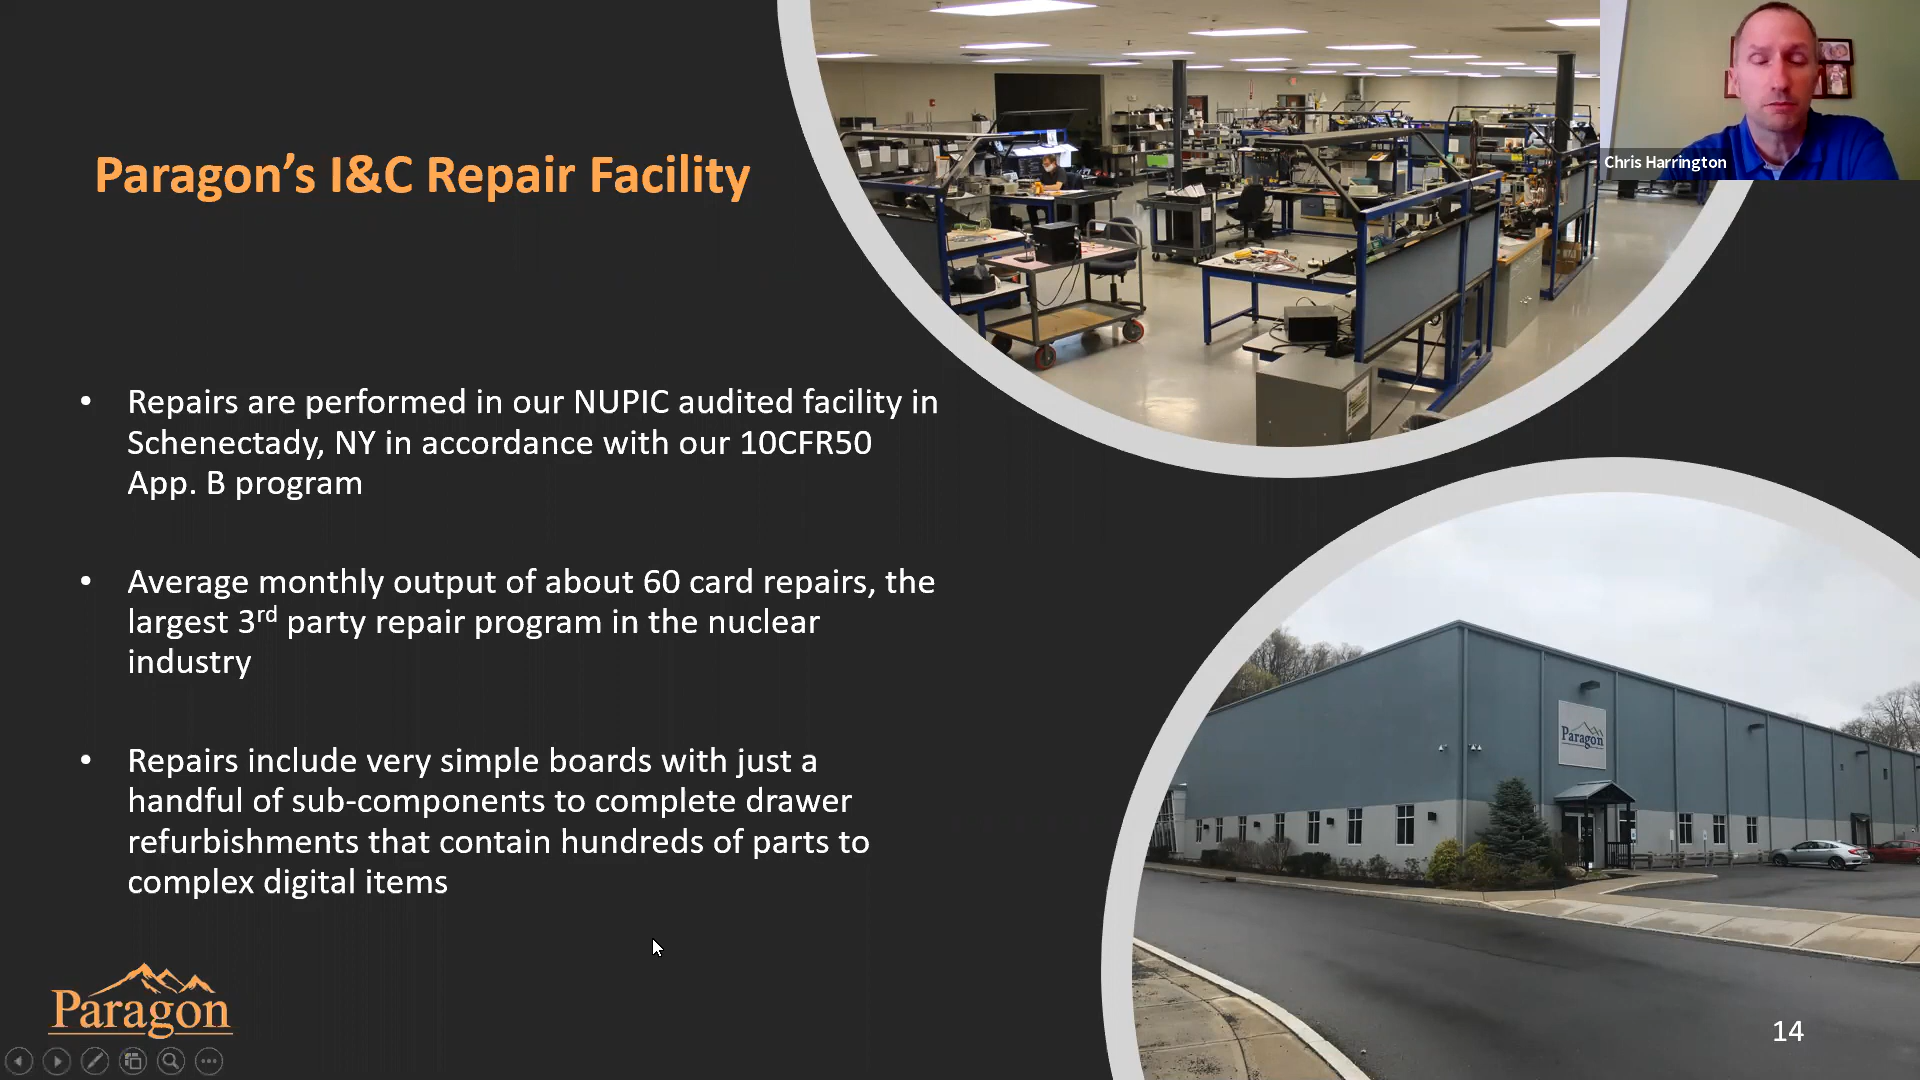 Paragon’s I&C Repair Facility
Chris Harrington
• Repairs are performed in our NUPIC audited facility in
Schenectady, NY in accordance with our 10CFR50
App. B program
• Average monthly output of about 60 card repairs, the
largest 3rd party repair program in the nuclear
industry
• Repairs include very simple boards with just a
handful of sub-components to complete drawer
refurbishments that contain hundreds of parts to
complex digital items
Paragon
Paragon
14